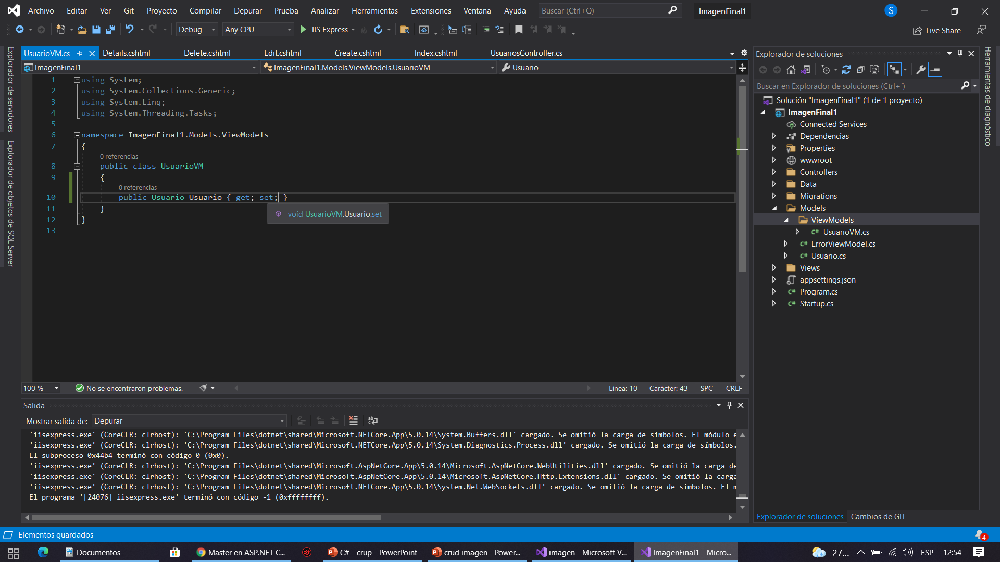 Archivo Editar Ver Git Proyecto Compilar Depurar Prueba Analizar Herramientas Extensiones Ventana Ayuda Buscar (Ctrl+Q) ImagenFinal1 S
Debug Any CPU IIS Express Live Share
UsuarioVM.cs Details.cshtml Delete.cshtml Edit.cshtml Create.cshtml Index.cshtml UsuariosController.cs
ImagenFinal1 ImagenFinal1.Models.ViewModels.UsuarioVM Usuario
1 using System;
2 using System.Collections.Generic;
3 using System.Linq;
4 using System.Threading.Tasks;
5
6 namespace ImagenFinal1.Models.ViewModels
7 {
0 referencias
8 public class UsuarioVM
9 {
0 referencias
10 public Usuario Usuario { get; set; }
void UsuarioVM.Usuario.set
11 }
12 }
13
100 % No se encontraron problemas. Línea: 10 Carácter: 43 SPC CRLF
Explorador de servidores
Explorador de objetos de SQL Server
Salida
Mostrar salida de: Depurar
'iisexpress.exe' (CoreCLR: clrhost): 'C:\Program Files\dotnet\shared\Microsoft.NETCore.App\5.0.14\System.Buffers.dll' cargado. Se omitió la carga de símbolos. El módulo e
'iisexpress.exe' (CoreCLR: clrhost): 'C:\Program Files\dotnet\shared\Microsoft.NETCore.App\5.0.14\System.Diagnostics.Process.dll' cargado. Se omitió la carga de símbolos.
El subproceso 0x44b4 terminó con código 0 (0x0).
'iisexpress.exe' (CoreCLR: clrhost): 'C:\Program Files\dotnet\shared\Microsoft.AspNetCore.App\5.0.14\Microsoft.AspNetCore.WebUtilities.dll' cargado. Se omitió la carga de
'iisexpress.exe' (CoreCLR: clrhost): 'C:\Program Files\dotnet\shared\Microsoft.AspNetCore.App\5.0.14\Microsoft.AspNetCore.Http.Extensions.dll' cargado. Se omitió la carga
'iisexpress.exe' (CoreCLR: clrhost): 'C:\Program Files\dotnet\shared\Microsoft.NETCore.App\5.0.14\System.Net.WebSockets.dll' cargado. Se omitió la carga de símbolos. El m
El programa '[24076] iisexpress.exe' terminó con código -1 (0xffffffff).
Explorador de soluciones
Buscar en Explorador de soluciones (Ctrl+´)
Solución "ImagenFinal1" (1 de 1 proyecto)
ImagenFinal1
Connected Services
Dependencias
Properties
wwwroot
Controllers
Data
Migrations
Models
ViewModels
C# UsuarioVM.cs
C# ErrorViewModel.cs
C# Usuario.cs
Views
appsettings.json
C# Program.cs
C# Startup.cs
Explorador de soluciones Cambios de GIT
Herramientas de diagnóstico
Elementos guardados 4
Documentos Master en ASP.NET C... C# - crup - PowerPoint crud imagen - Power... imagen - Microsoft V... ImagenFinal1 - Micro... 27... ESP 12:54